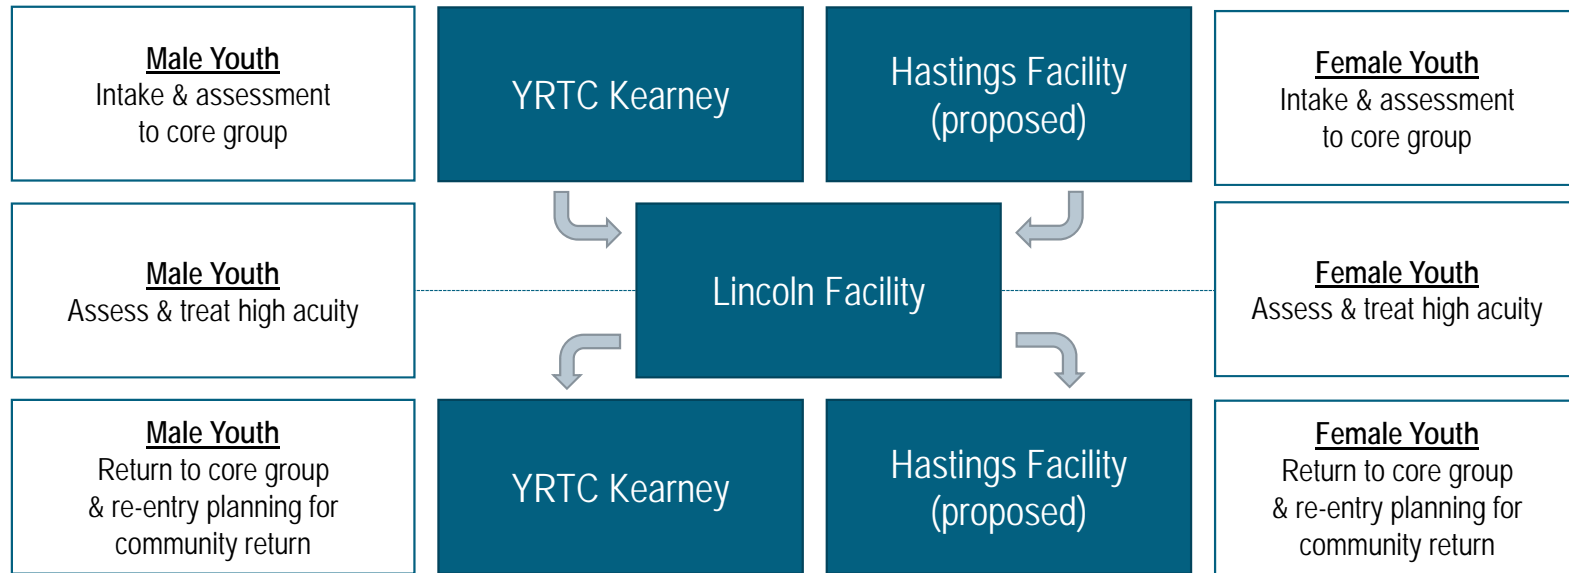 Male Youth
Intake & assessment
to core group
YRTC Kearney
Hastings Facility
(proposed)
Female Youth
Intake & assessment
to core group
Male Youth
Assess & treat high acuity
Lincoln Facility
Female Youth
Assess & treat high acuity
Male Youth
Return to core group
& re-entry planning for
community return
YRTC Kearney
Hastings Facility
(proposed)
Female Youth
Return to core group
& re-entry planning for
community return